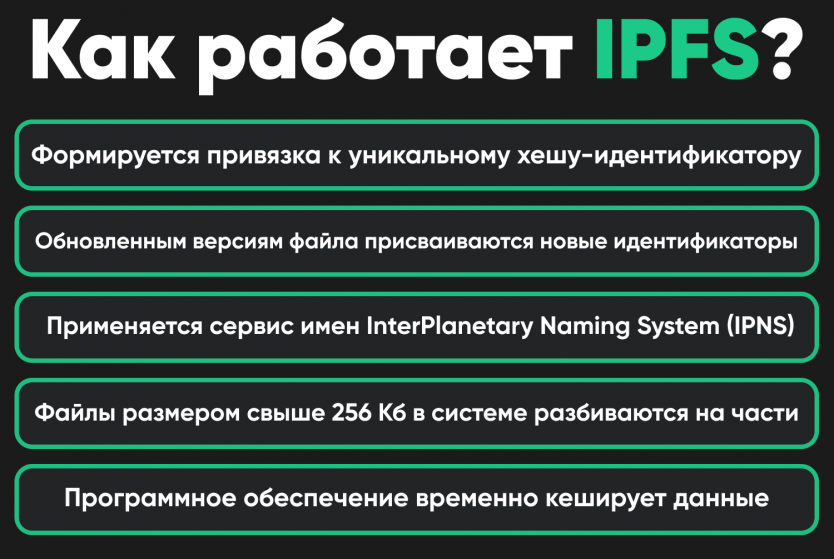 Как работает IPFS?
Формируется привязка к уникальному хешу-идентификатору
Обновленным версиям файла присваиваются новые идентификаторы
Применяется сервис имен InterPlanetary Naming System (IPNS)
Файлы размером свыше 256 Кб в системе разбиваются на части
Программное обеспечение временно кеширует данные